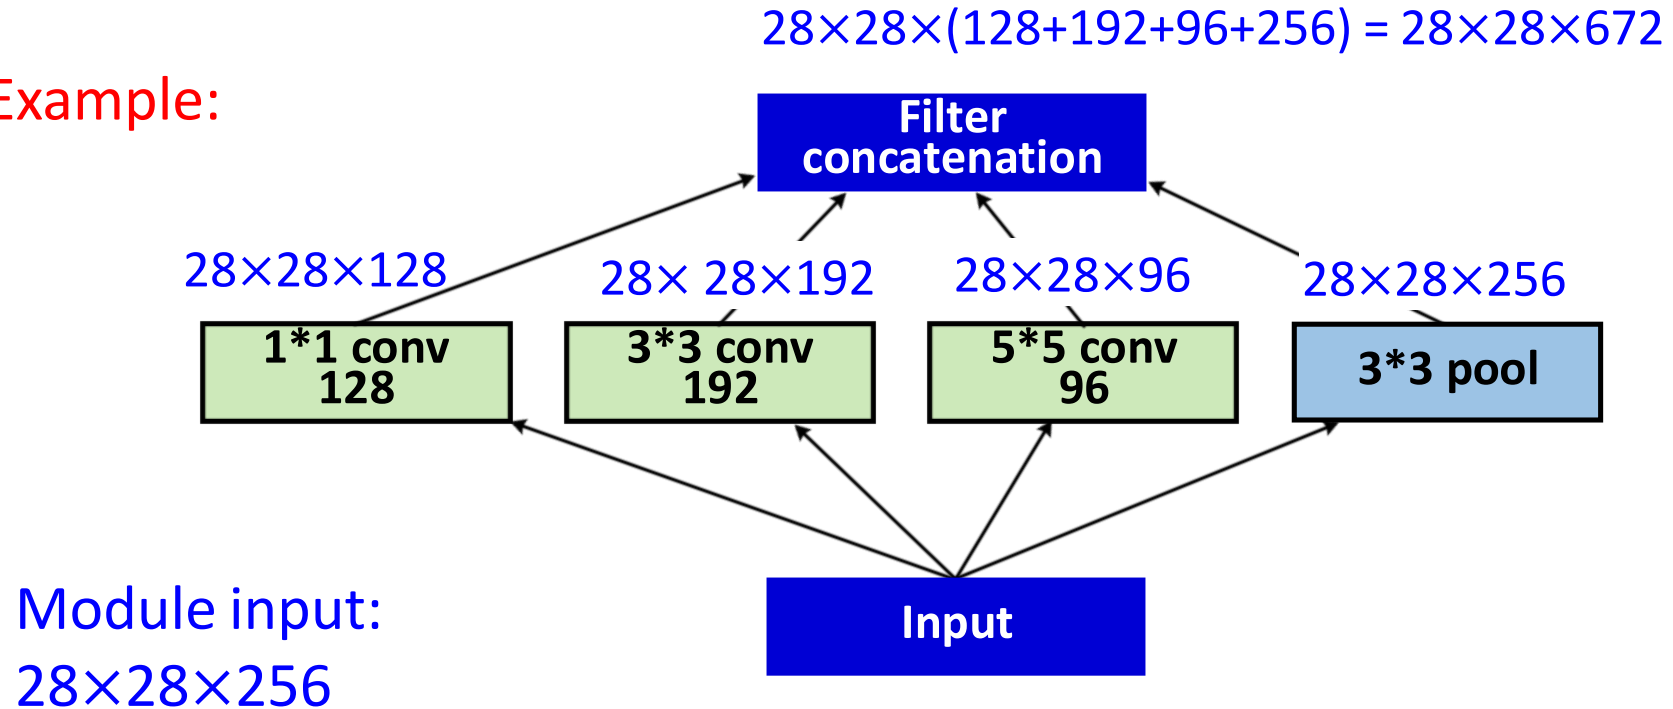 28×28×(128+192+96+256) = 28×28×672
Example:
Filter
concatenation
28×28×128
28× 28×192
28×28×96
28×28×256
1*1 conv
128
3*3 conv
192
5*5 conv
96
3*3 pool
Module input:
28×28×256
Input